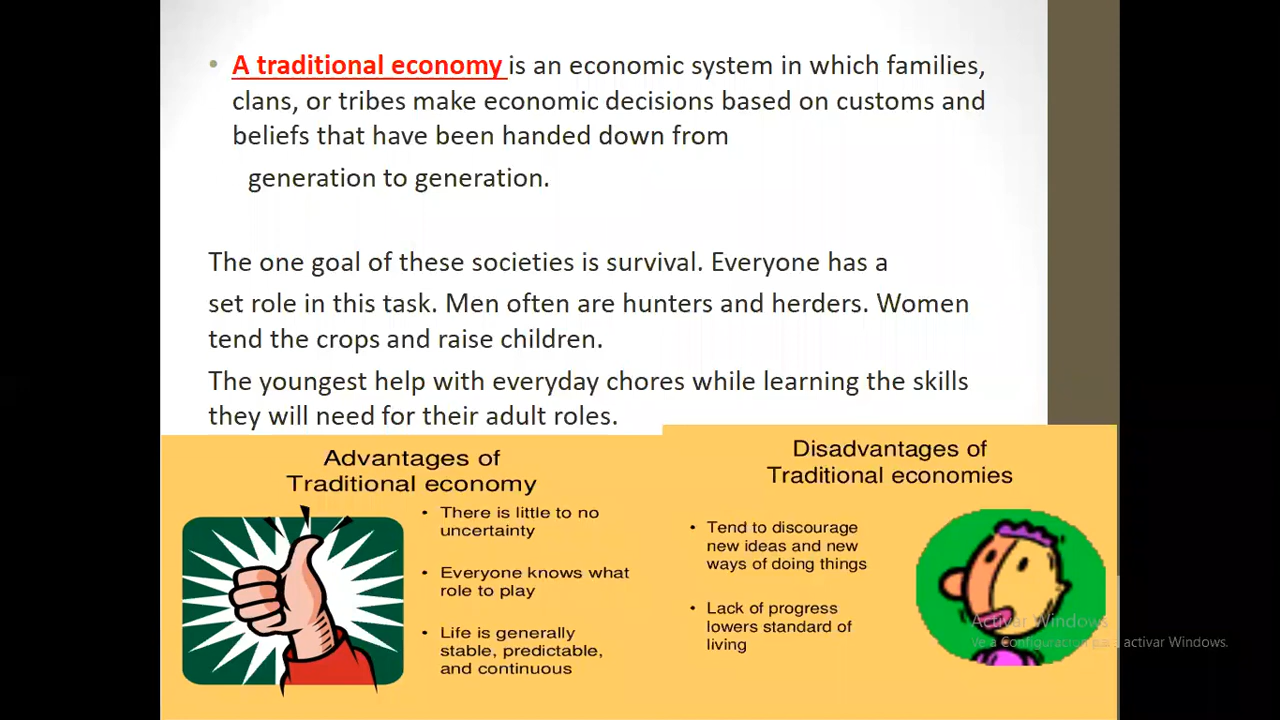 • A traditional economy is an economic system in which families,
clans, or tribes make economic decisions based on customs and
beliefs that have been handed down from
generation to generation.
The one goal of these societies is survival. Everyone has a
set role in this task. Men often are hunters and herders. Women
tend the crops and raise children.
The youngest help with everyday chores while learning the skills
they will need for their adult roles.
Advantages of
Traditional economy
• There is little to no
uncertainty
• Everyone knows what
role to play
• Life is generally
stable, predictable,
and continuous
Disadvantages of
Traditional economies
• Tend to discourage
new ideas and new
ways of doing things
• Lack of progress
lowers standard of
living
Activar Windows
Ve a Configuración para activar Windows.